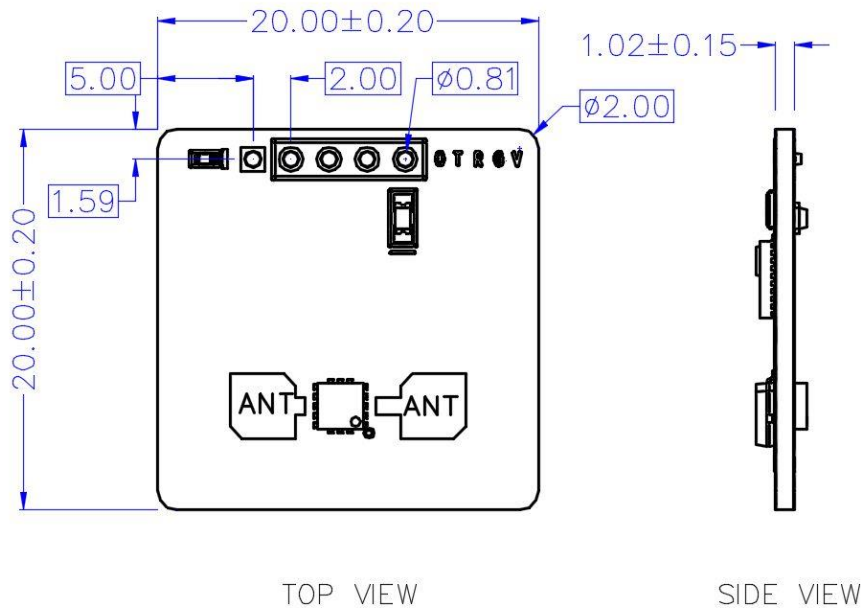 20.00±0.20
1.02±0.15
5.00
2.00
ø0.81
ø2.00
O T R G V
1.59
20.00±0.20
ANT
ANT
TOP VIEW
SIDE VIEW